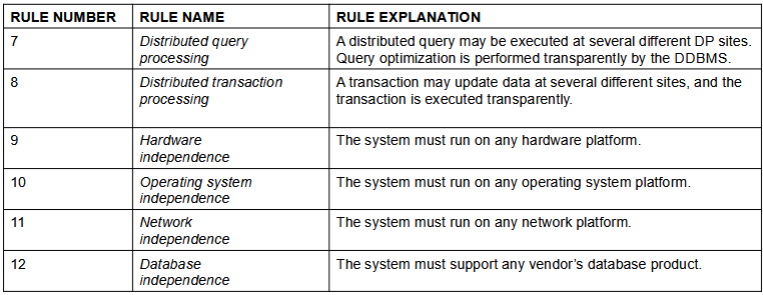 RULE NUMBER RULE NAME RULE EXPLANATION
7 Distributed query A distributed query may be executed at several different DP sites.
processing Query optimization is performed transparently by the DDBMS.
8 Distributed transaction A transaction may update data at several different sites, and the
processing transaction is executed transparently.
9 Hardware The system must run on any hardware platform.
independence
10 Operating system The system must run on any operating system platform.
independence
11 Network The system must run on any network platform.
independence
12 Database The system must support any vendor's database product.
independence